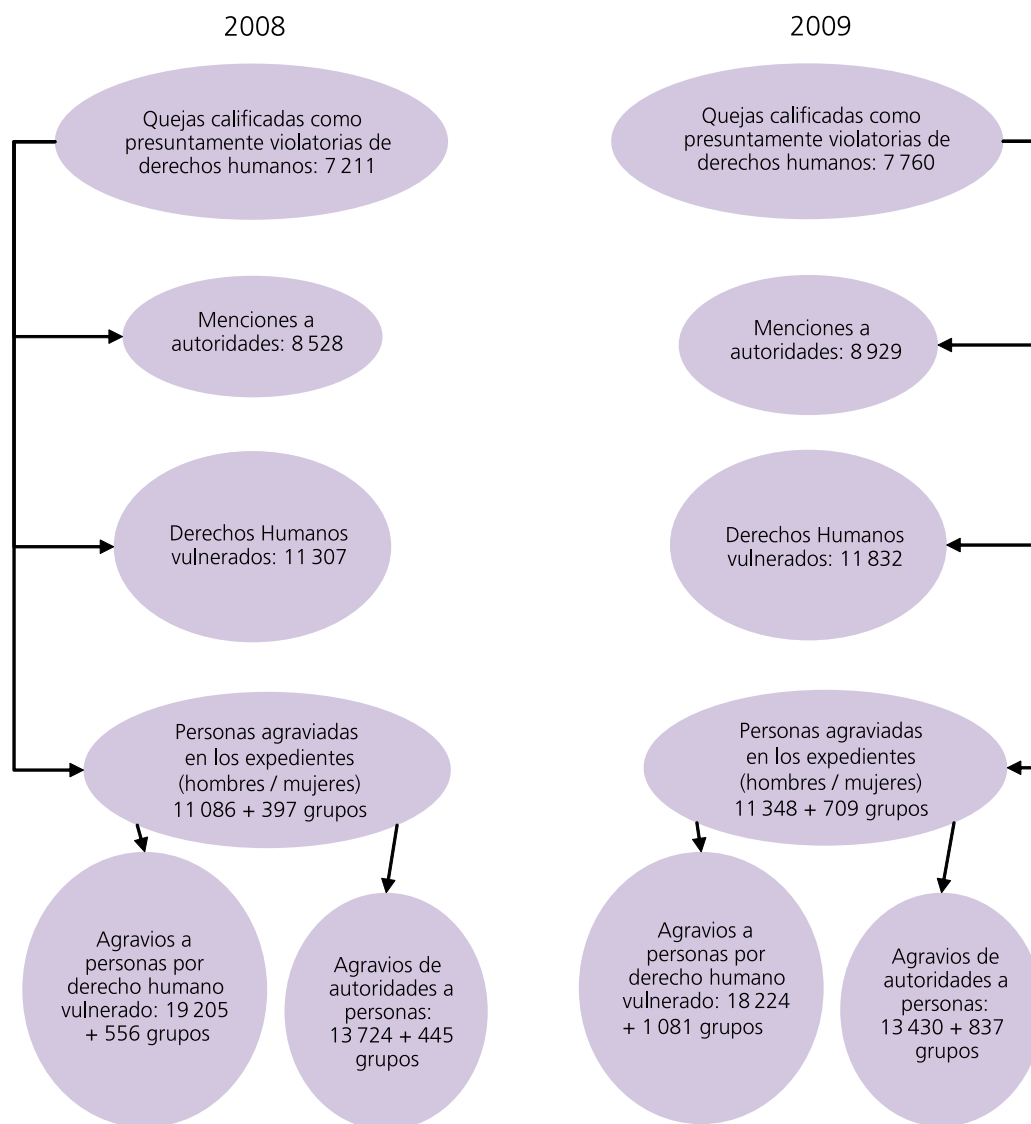 2008
Quejas calificadas como
presuntamente violatorias de
derechos humanos: 7 211
Menciones a
autoridades: 8 528
Derechos Humanos
vulnerados: 11 307
Personas agraviadas
en los expedientes
(hombres / mujeres)
11 086 + 397 grupos
Agravios a
personas por
derecho humano
vulnerado: 19 205
+ 556 grupos
Agravios de
autoridades a
personas:
13 724 + 445
grupos
2009
Quejas calificadas como
presuntamente violatorias de
derechos humanos: 7 760
Menciones a
autoridades: 8 929
Derechos Humanos
vulnerados: 11 832
Personas agraviadas
en los expedientes
(hombres / mujeres)
11 348 + 709 grupos
Agravios a
personas por
derecho humano
vulnerado: 18 224
+ 1 081 grupos
Agravios de
autoridades a
personas:
13 430 + 837
grupos